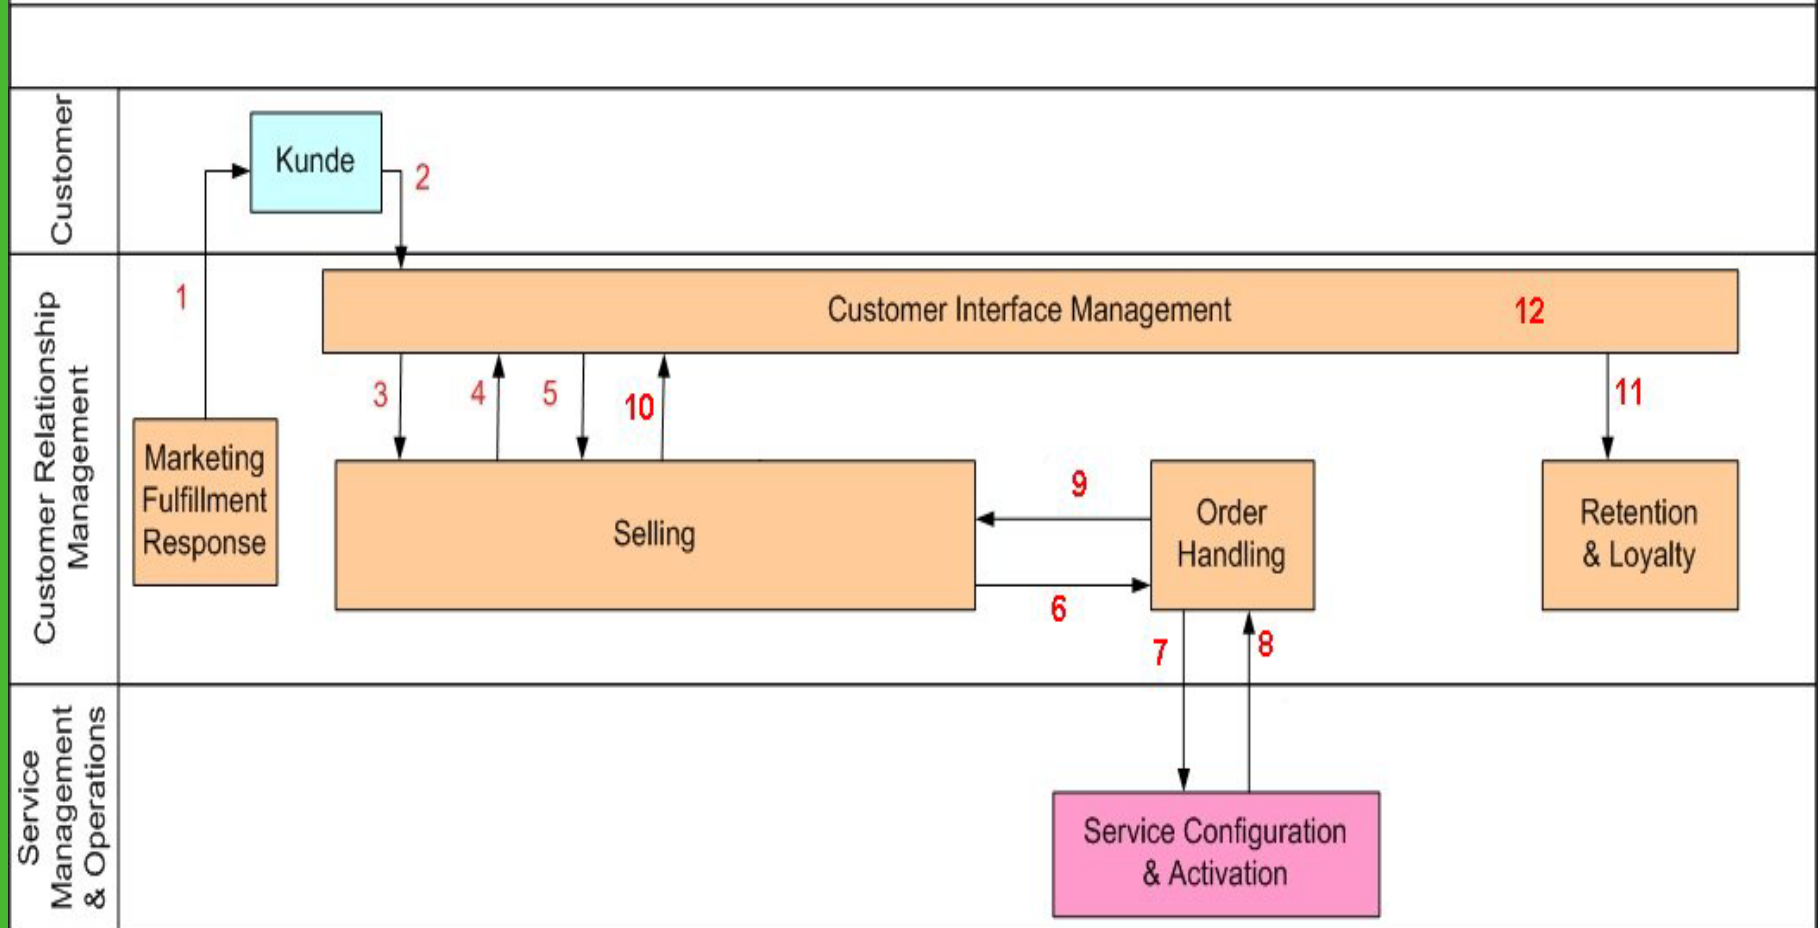 Customer
Kunde
2
1
Customer Relationship
Management
Customer Interface Management
12
3
4
5
10
11
Marketing
Fulfillment
Response
Selling
9
6
Order
Handling
Retention
& Loyalty
7
8
Service
Management
& Operations
Service Configuration
& Activation